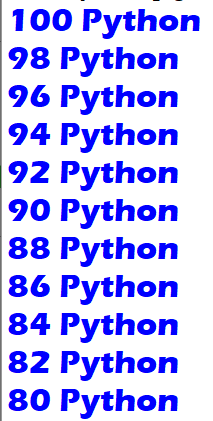 100 Python
98 Python
96 Python
94 Python
92 Python
90 Python
88 Python
86 Python
84 Python
82 Python
80 Python